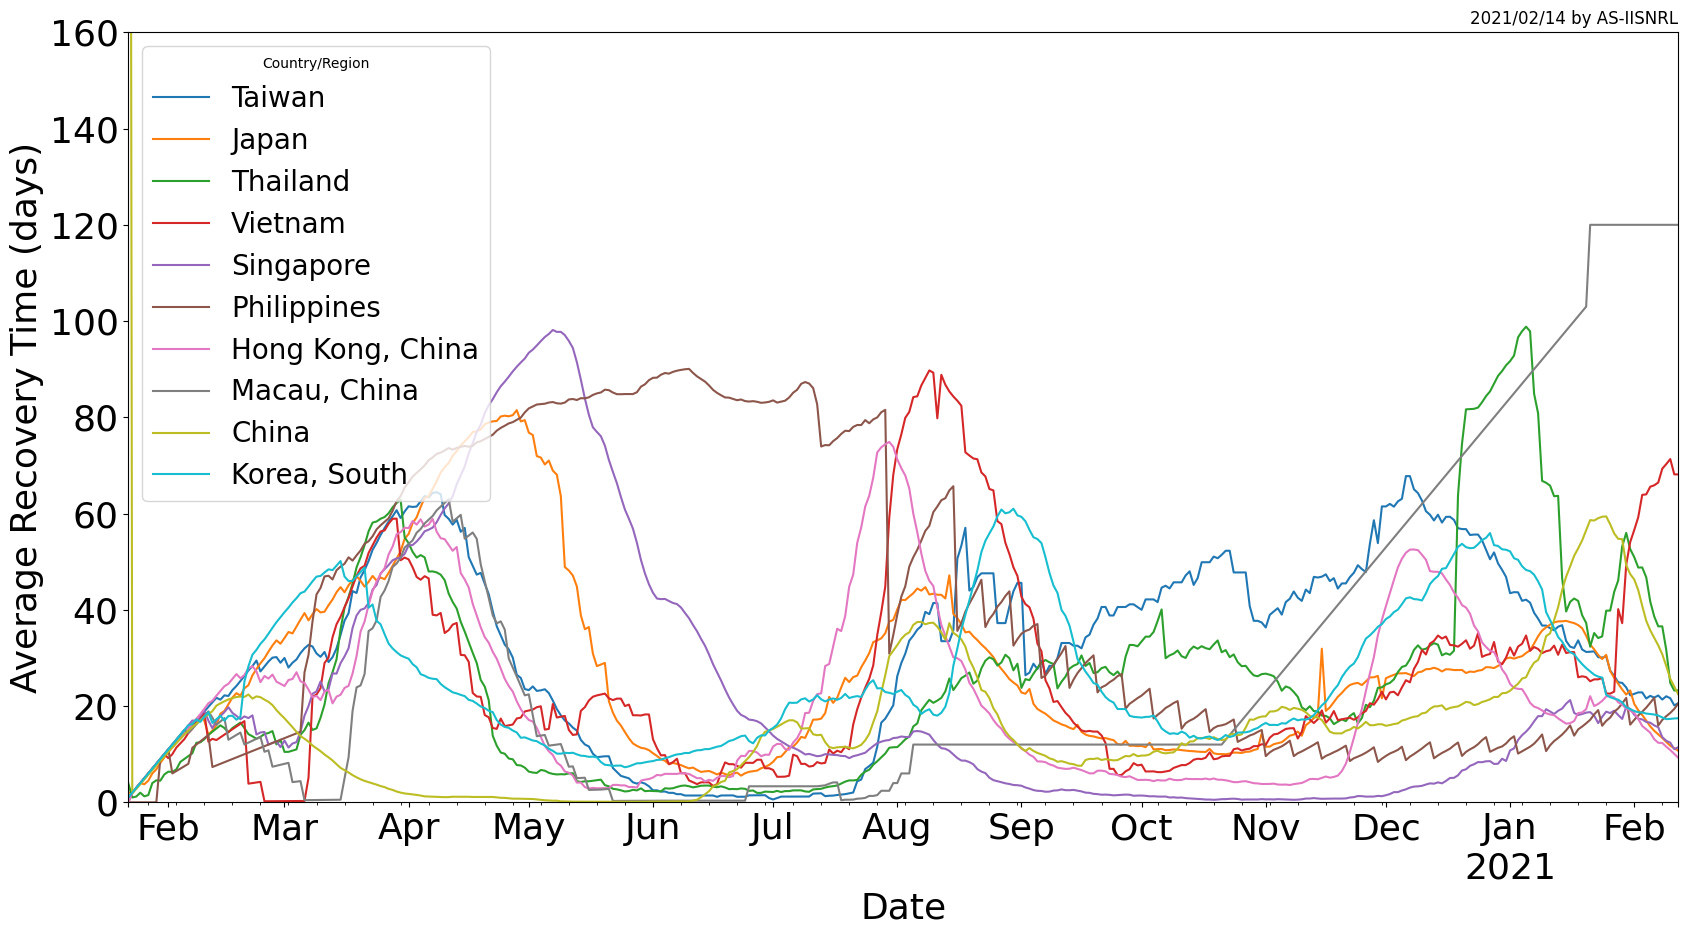 2021/02/14 by AS-IISNRL
Average Recovery Time (days)
160
140
120
100
80
60
40
20
0
Country/Region
Taiwan
Japan
Thailand
Vietnam
Singapore
Philippines
Hong Kong, China
Macau, China
China
Korea, South
Feb Mar Apr May Jun Jul Aug Sep Oct Nov Dec Jan Feb
2021
Date